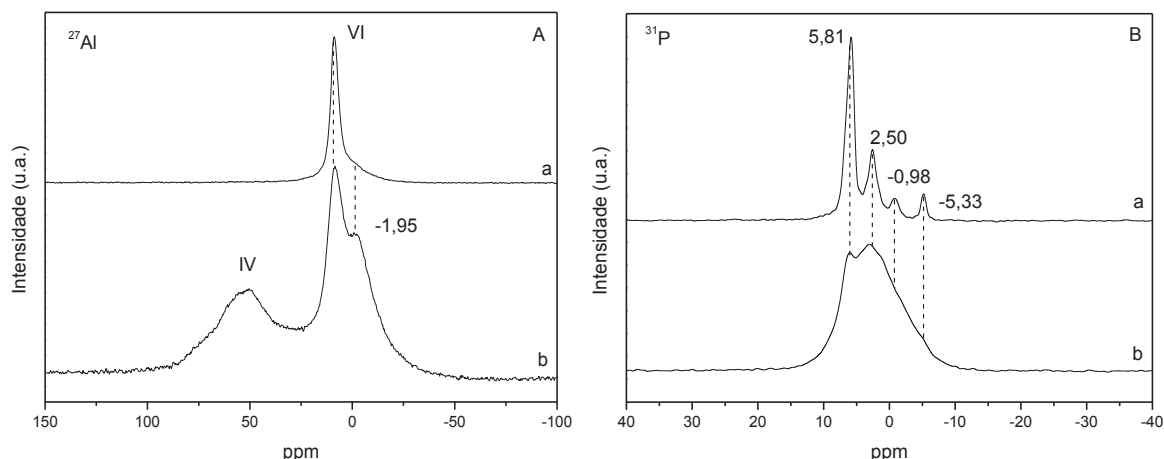 ²⁷Al
A
VI
a
-1,95
IV
b
Intensidade (u.a.)
150
100
50
0
-50
-100
ppm
³¹P
B
5,81
2,50
-0,98
-5,33
a
b
Intensidade (u.a.)
40
30
20
10
0
-10
-20
-30
-40
ppm